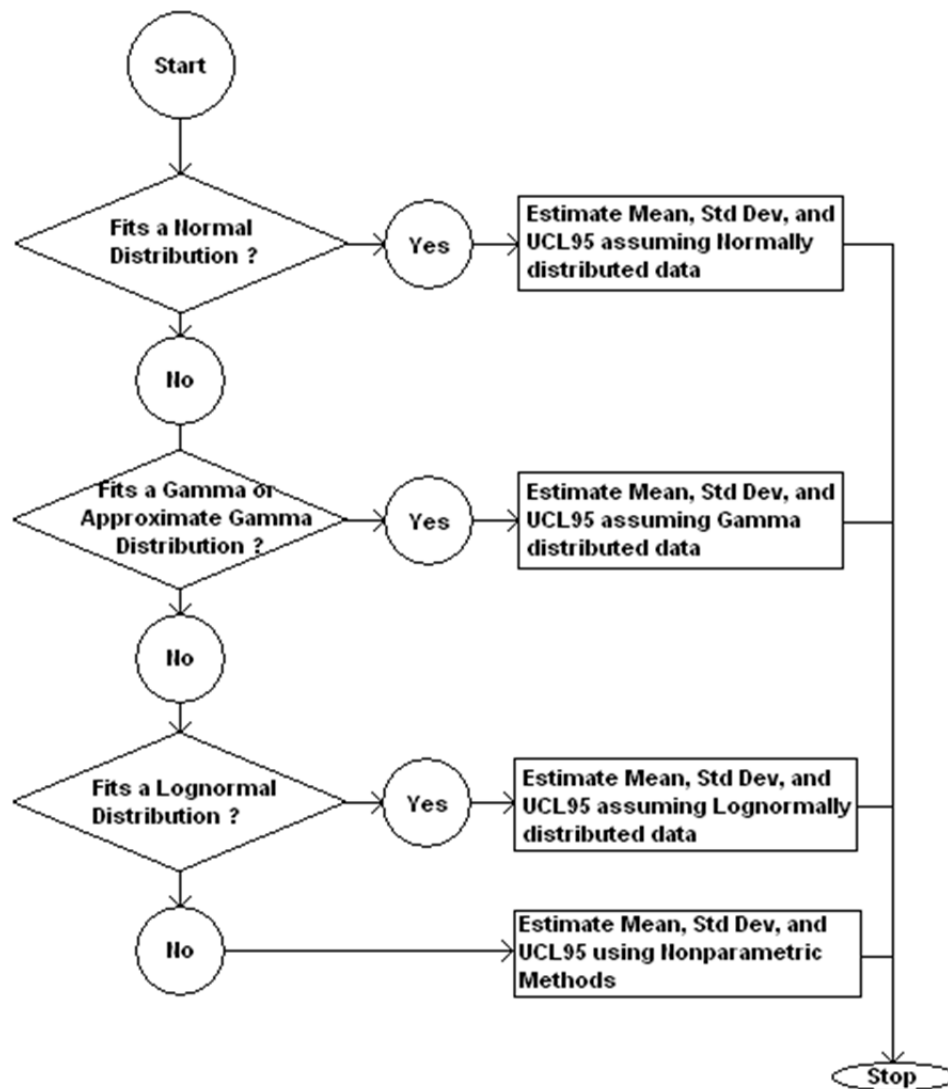 Start
Fits a Normal
Distribution ?
Yes
Estimate Mean, Std Dev, and
UCL95 assuming Normally
distributed data
No
Fits a Gamma or
Approximate Gamma
Distribution ?
Yes
Estimate Mean, Std Dev, and
UCL95 assuming Gamma
distributed data
No
Fits a Lognormal
Distribution ?
Yes
Estimate Mean, Std Dev, and
UCL95 assuming Lognormally
distributed data
No
Estimate Mean, Std Dev, and
UCL95 using Nonparametric
Methods
Stop